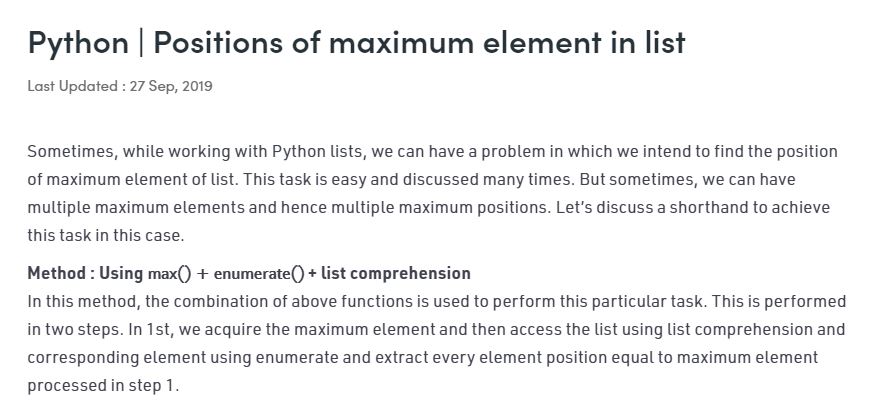 Python | Positions of maximum element in list
Last Updated : 27 Sep, 2019
Sometimes, while working with Python lists, we can have a problem in which we intend to find the position
of maximum element of list. This task is easy and discussed many times. But sometimes, we can have
multiple maximum elements and hence multiple maximum positions. Let’s discuss a shorthand to achieve
this task in this case.
Method : Using max() + enumerate() + list comprehension
In this method, the combination of above functions is used to perform this particular task. This is performed
in two steps. In 1st, we acquire the maximum element and then access the list using list comprehension and
corresponding element using enumerate and extract every element position equal to maximum element
processed in step 1.